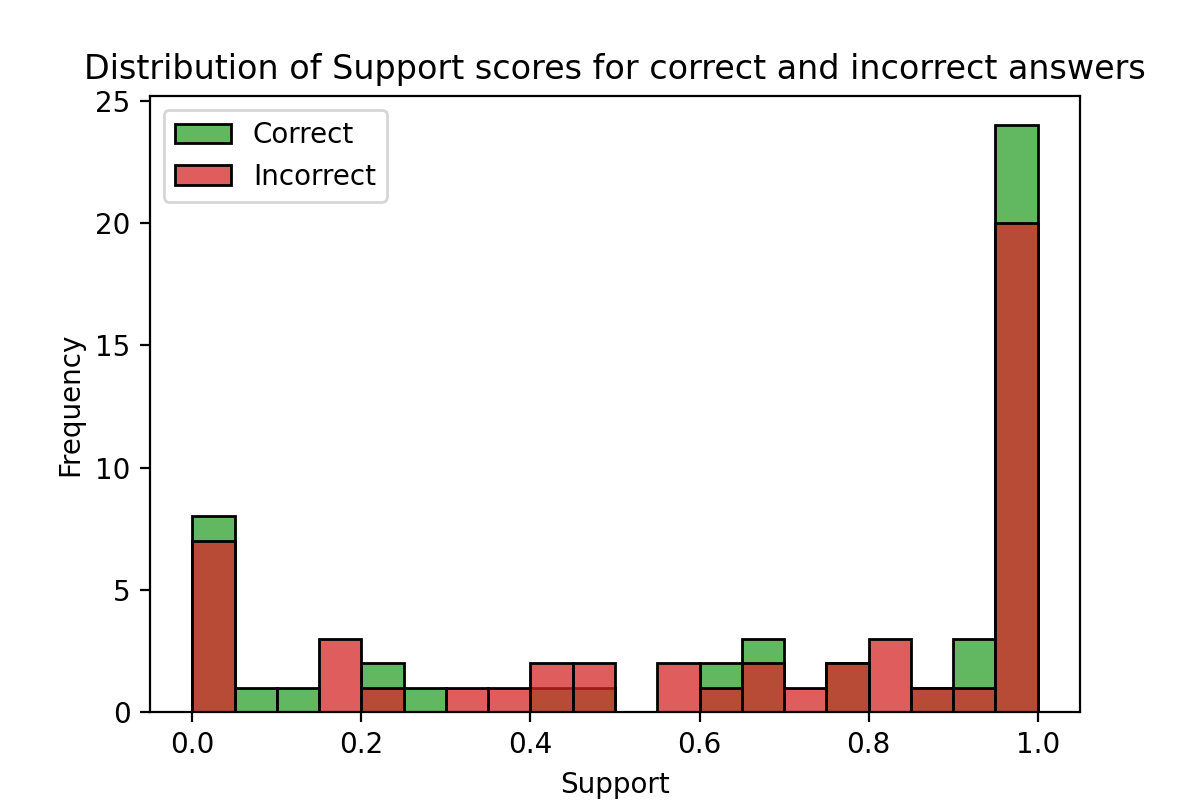 Distribution of Support scores for correct and incorrect answers
25
20
15
10
5
0
Frequency
Correct
Incorrect
0.0 0.2 0.4 0.6 0.8 1.0
Support